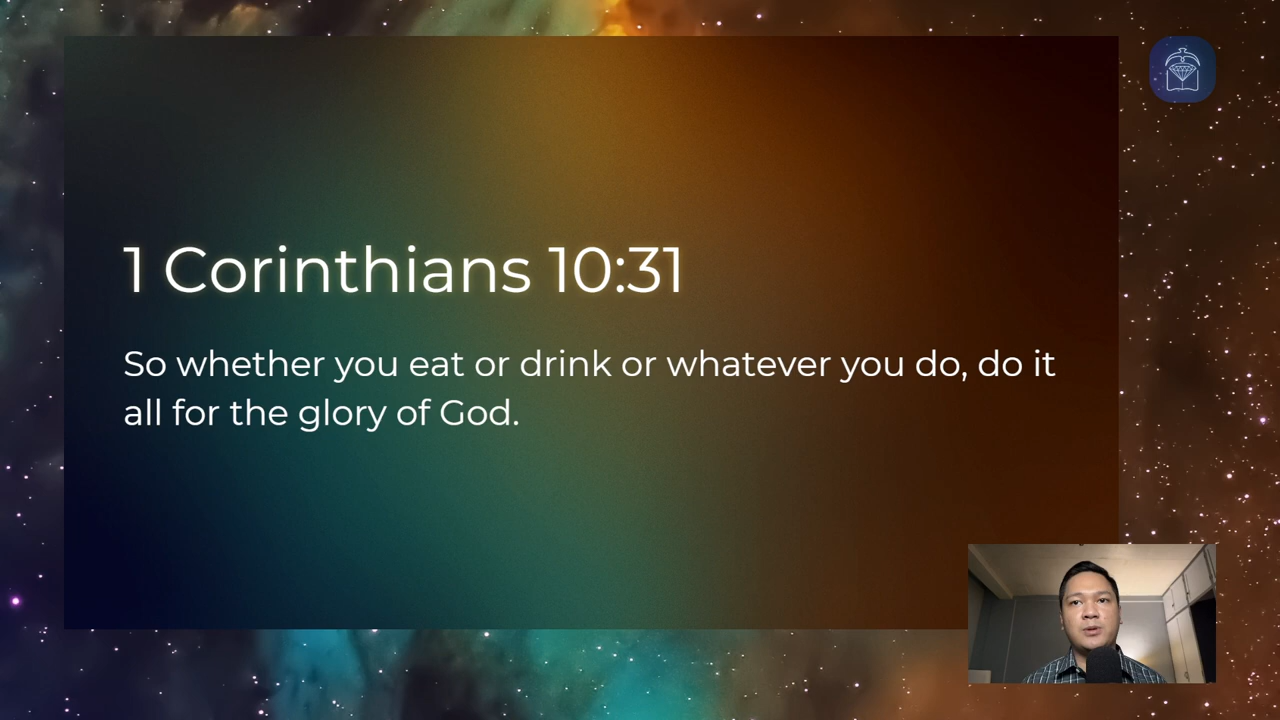 1 Corinthians 10:31
So whether you eat or drink or whatever you do, do it
all for the glory of God.